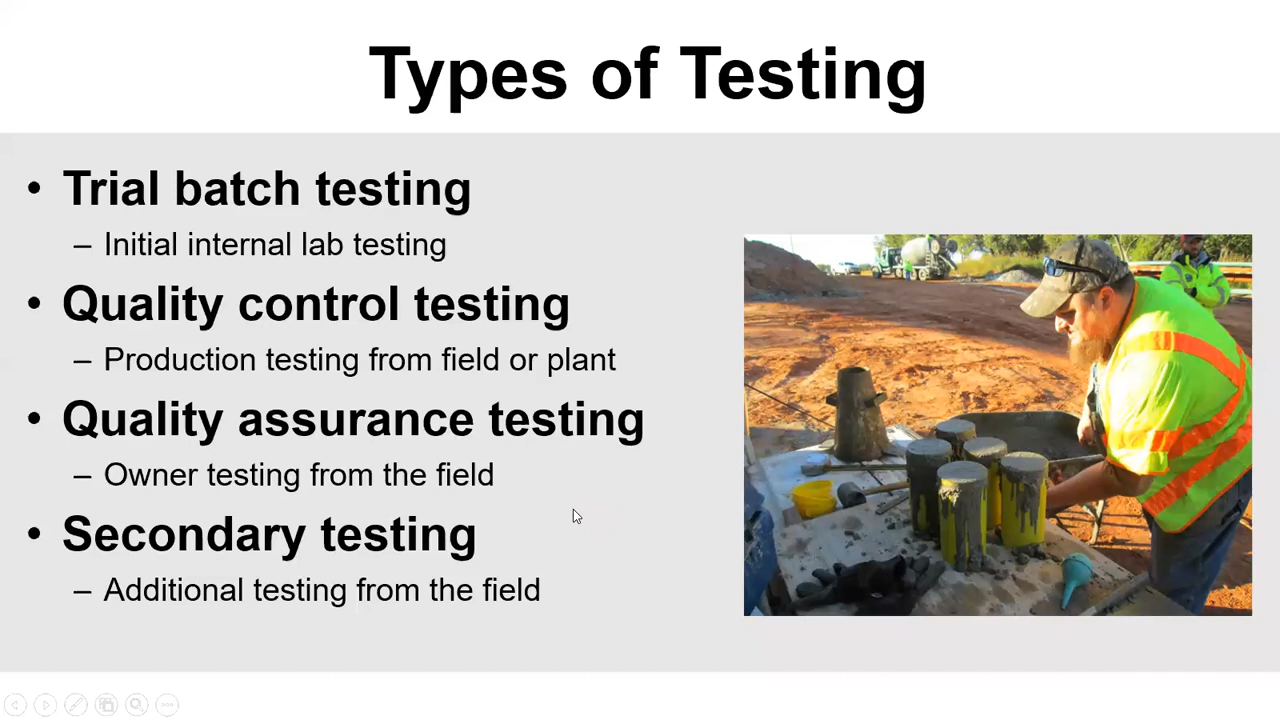 Types of Testing
• Trial batch testing
– Initial internal lab testing
• Quality control testing
– Production testing from field or plant
• Quality assurance testing
– Owner testing from the field
• Secondary testing
– Additional testing from the field